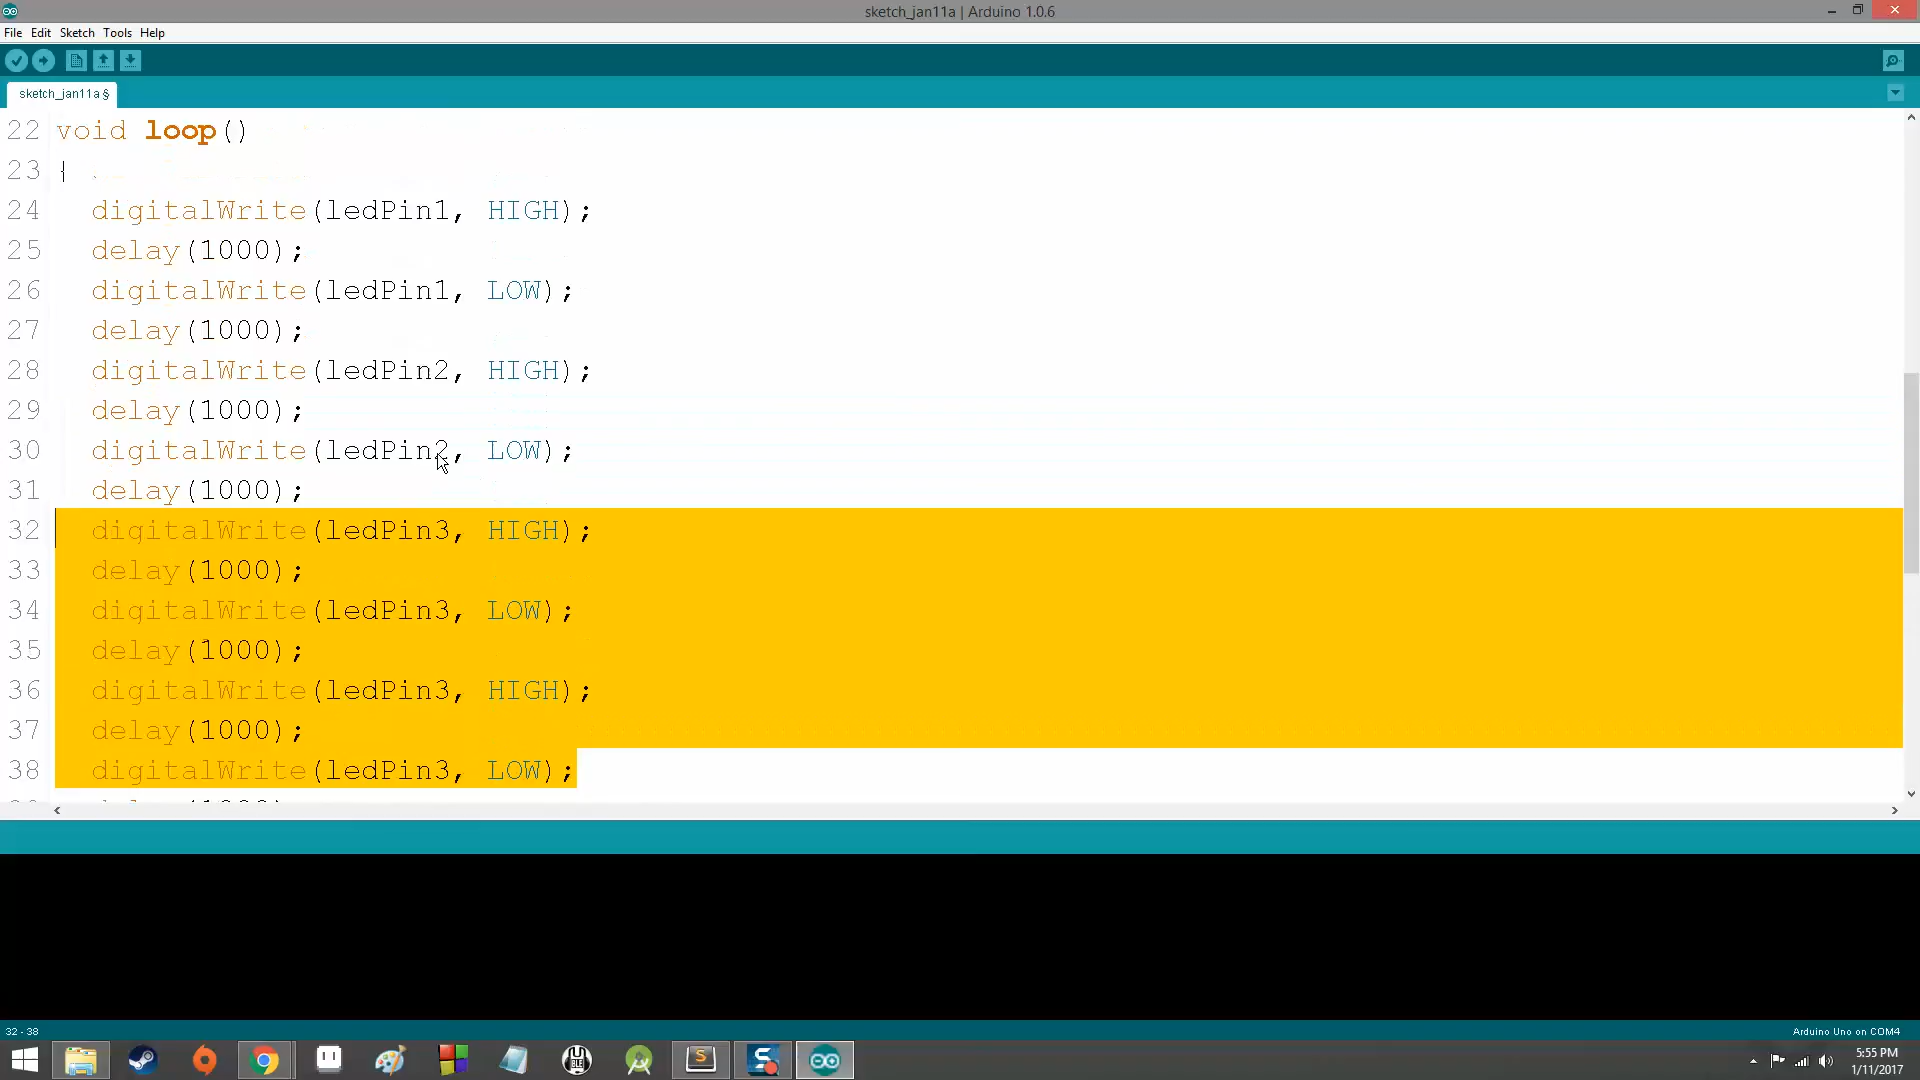 sketch_jan11a | Arduino 1.0.6
File Edit Sketch Tools Help
sketch_jan11a §
22 void loop()
23 {
24 digitalWrite(ledPin1, HIGH);
25 delay(1000);
26 digitalWrite(ledPin1, LOW);
27 delay(1000);
28 digitalWrite(ledPin2, HIGH);
29 delay(1000);
30 digitalWrite(ledPin2, LOW);
31 delay(1000);
32 digitalWrite(ledPin3, HIGH);
33 delay(1000);
34 digitalWrite(ledPin3, LOW);
35 delay(1000);
36 digitalWrite(ledPin3, HIGH);
37 delay(1000);
38 digitalWrite(ledPin3, LOW);
32 - 38
Arduino Uno on COM4
5:55 PM
1/11/2017